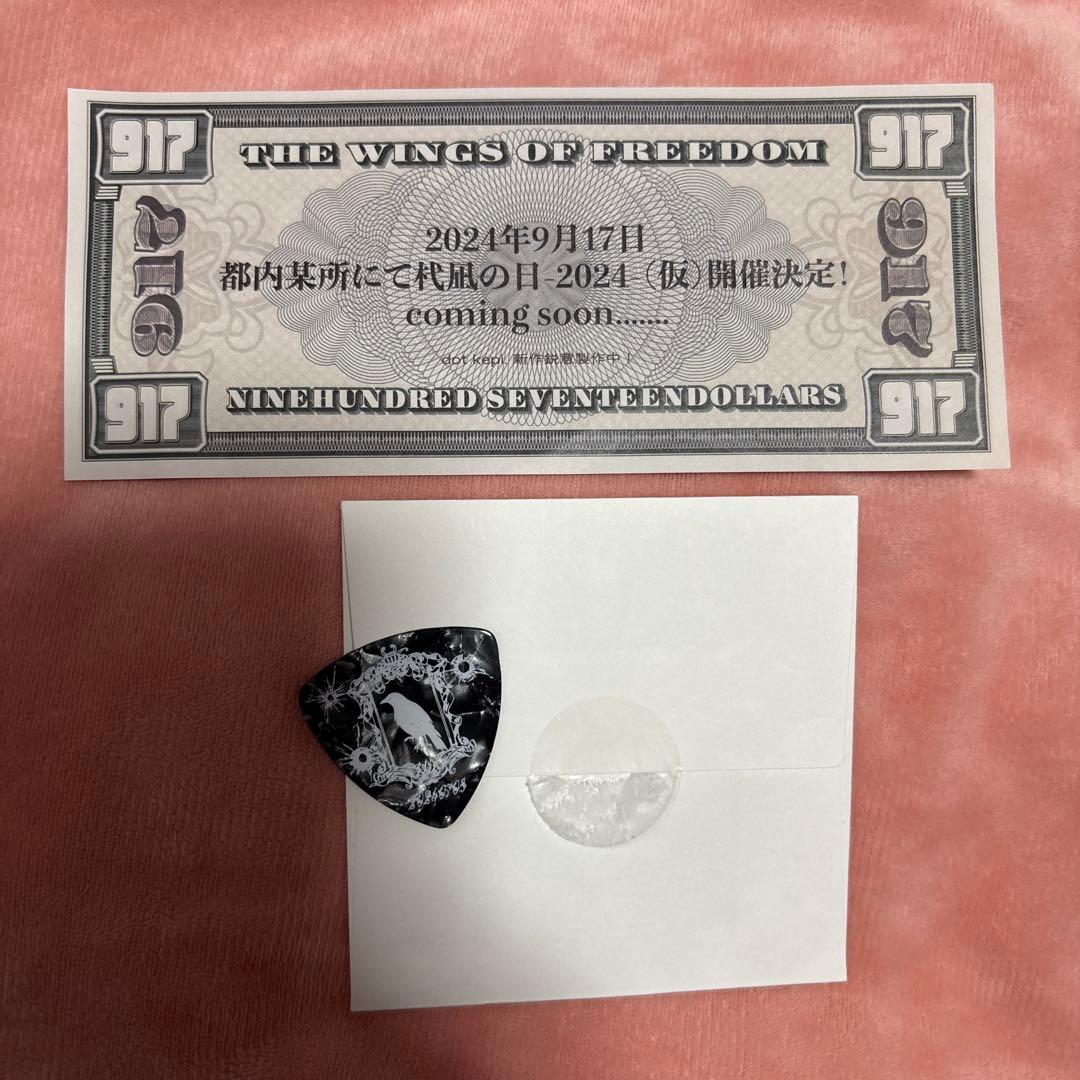 917
THE WINGS OF FREEDOM
917
917
2024年9月17日
都内某所にて杙凪の日-2024（仮）開催決定！
coming soon.......
dot kepi. 新作鋭意製作中！
917
917
NINEHUNDRED SEVENTEENDOLLARS
917